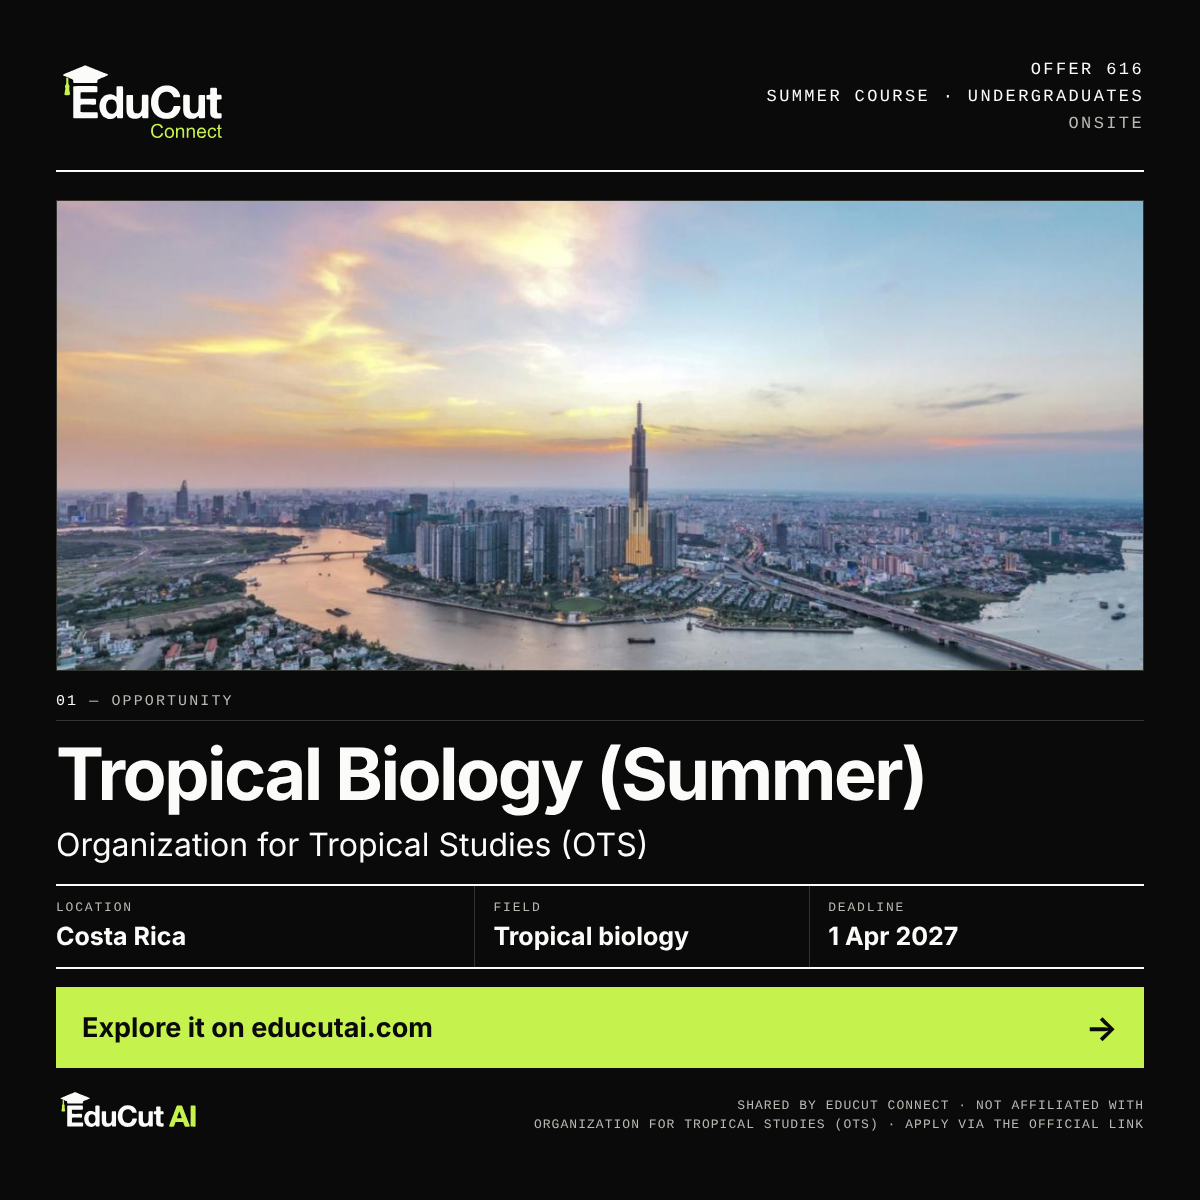 EduCut
Connect
OFFER 616
SUMMER COURSE · UNDERGRADUATES
ONSITE
01 — OPPORTUNITY
Tropical Biology (Summer)
Organization for Tropical Studies (OTS)
LOCATION
Costa Rica
FIELD
Tropical biology
DEADLINE
1 Apr 2027
Explore it on educutai.com
EduCut AI
SHARED BY EDUCUT CONNECT · NOT AFFILIATED WITH
ORGANIZATION FOR TROPICAL STUDIES (OTS) · APPLY VIA THE OFFICIAL LINK